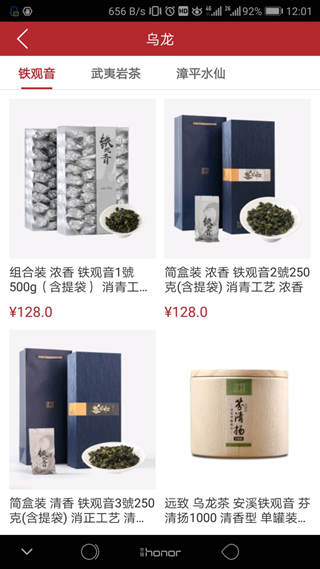 656 B/s HD 4G 2G 92% 12:01
乌龙
铁观音 武夷岩茶 漳平水仙
铁观音
组合装 浓香 铁观音1號
500g（含提袋） 消青工...
¥128.0
简盒装 浓香 铁观音2號250
克(含提袋) 消青工艺 浓香
¥128.0
简盒装 清香 铁观音3號250
克(含提袋) 消正工艺 清...
芬清扬
远致 乌龙茶 安溪铁观音 芬
清扬1000 清香型 单罐装...
honor